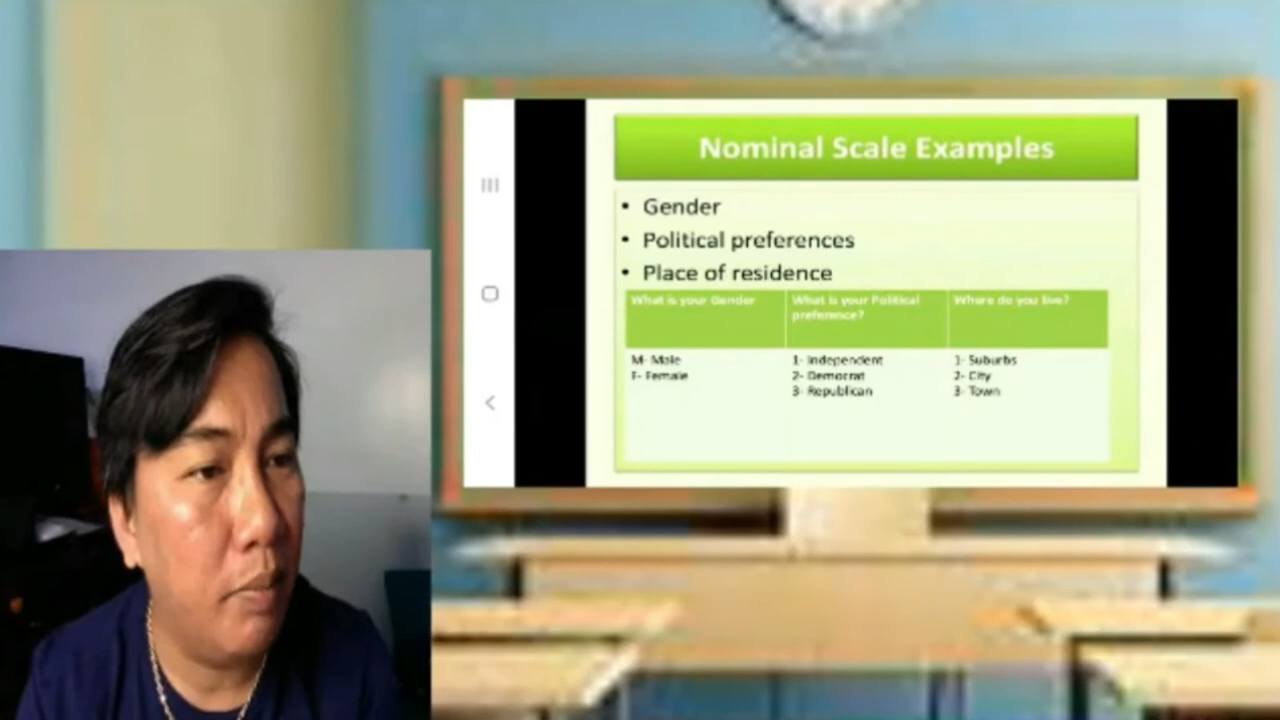 Nominal Scale Examples
• Gender
• Political preferences
• Place of residence
What is your Gender
What is your Political
preference?
Where do you live?
M- Male
F- Female
1- Independent
2- Democrat
3- Republican
1- Suburbs
2- City
3- Town